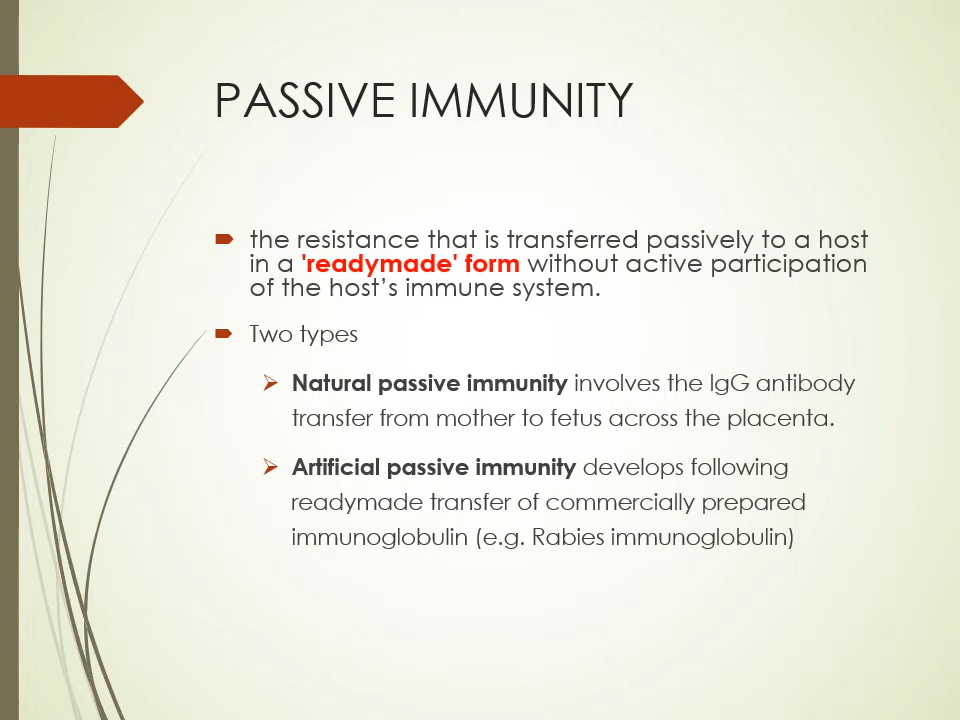 PASSIVE IMMUNITY
the resistance that is transferred passively to a host
in a 'readymade' form without active participation
of the host’s immune system.
Two types
Natural passive immunity involves the IgG antibody
transfer from mother to fetus across the placenta.
Artificial passive immunity develops following
readymade transfer of commercially prepared
immunoglobulin (e.g. Rabies immunoglobulin)